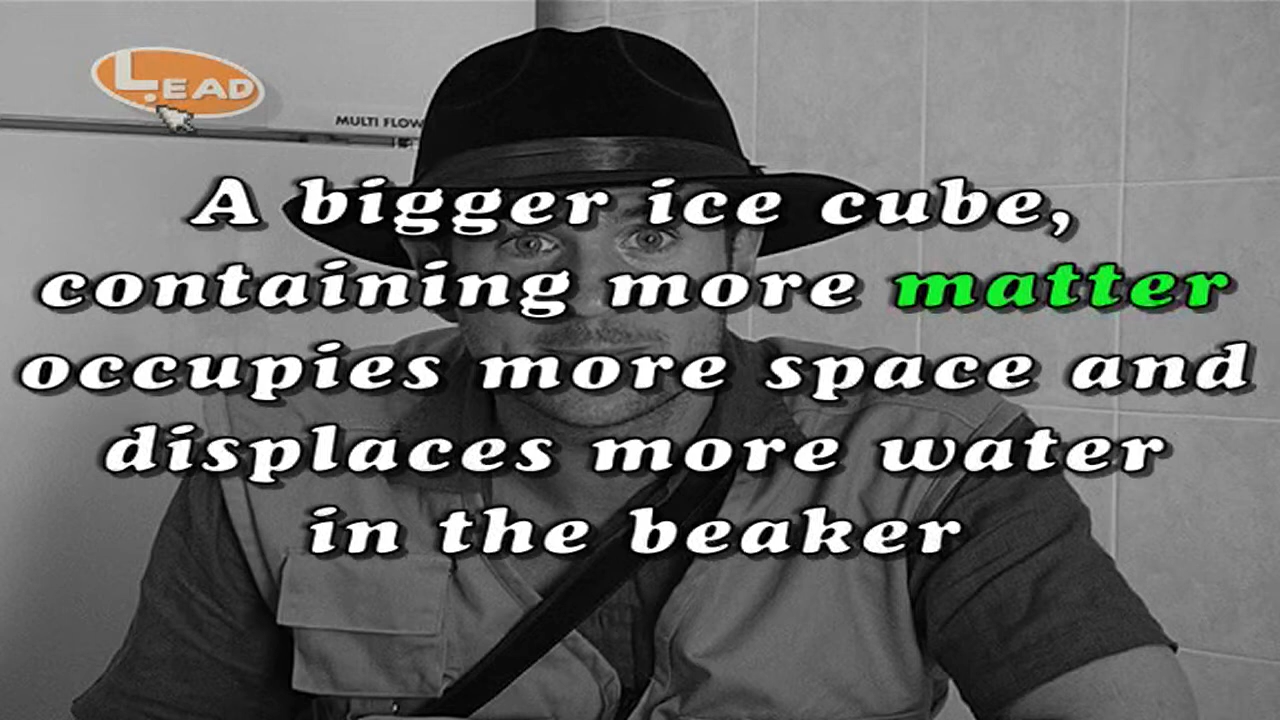 LEAD
MULTI FLOW
A bigger ice cube,
containing more matter
occupies more space and
displaces more water
in the beaker